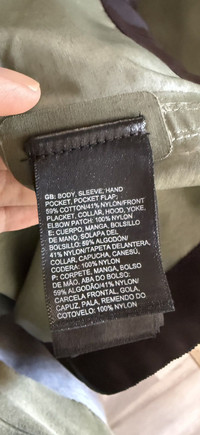 GB: BODY, SLEEVE, HAND
POCKET, POCKET FLAP:
59% COTTON/41% NYLON/FRONT
PLACKET, COLLAR, HOOD, YOKE,
ELBOW PATCH: 100% NYLON
E: CUERPO, MANGA, BOLSILLO
DE MANO, SOLAPA DEL
BOLSILLO: 59% ALGODÓN/
41% NYLON/TAPETA DELANTERA,
COLLAR, CAPUCHA, CANESÚ,
CODERA: 100% NYLON
P: CORPETE, MANGA, BOLSO
DE MÃO, ABA DO BOLSO:
59% ALGODÃO/41% NYLON/
CARCELA FRONTAL, GOLA,
CAPUZ, PALA, REMENDO DO
COTOVELO: 100% NYLON